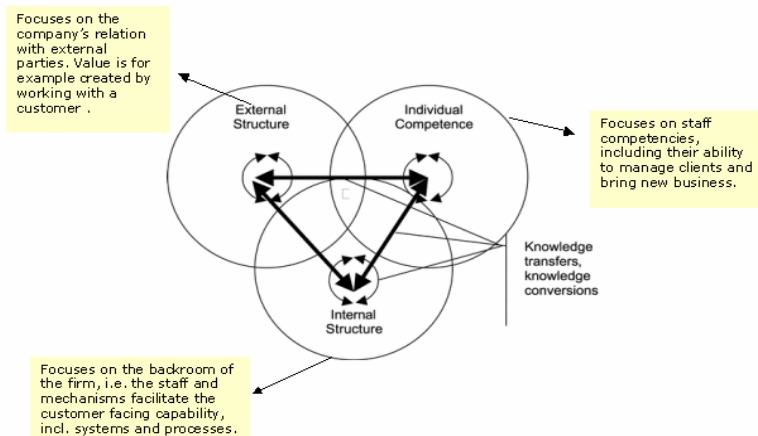 Focuses on the
company's relation
with external
parties. Value is for
example created by
working with a
customer .
External
Structure
Individual
Competence
Focuses on staff
competencies,
including their ability
to manage clients and
bring new business.
Knowledge
transfers,
knowledge
conversions
Internal
Structure
Focuses on the backroom of
the firm, i.e. the staff and
mechanisms facilitate the
customer facing capability,
incl. systems and processes.